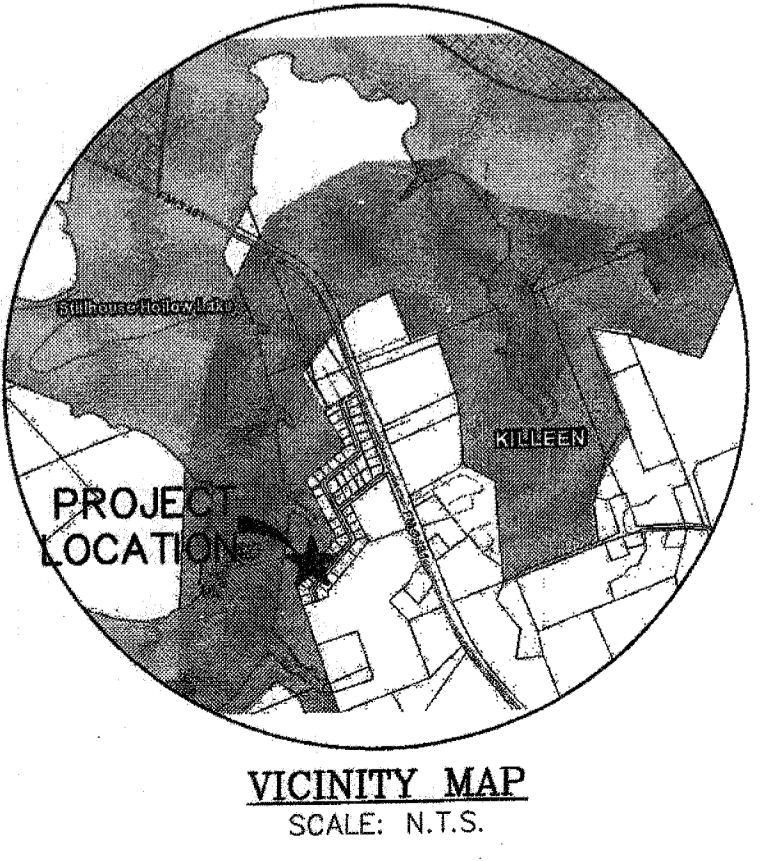 Stillhouse Hollow Lake
KILLEEN
PROJECT
LOCATION
VICINITY MAP
SCALE: N.T.S.